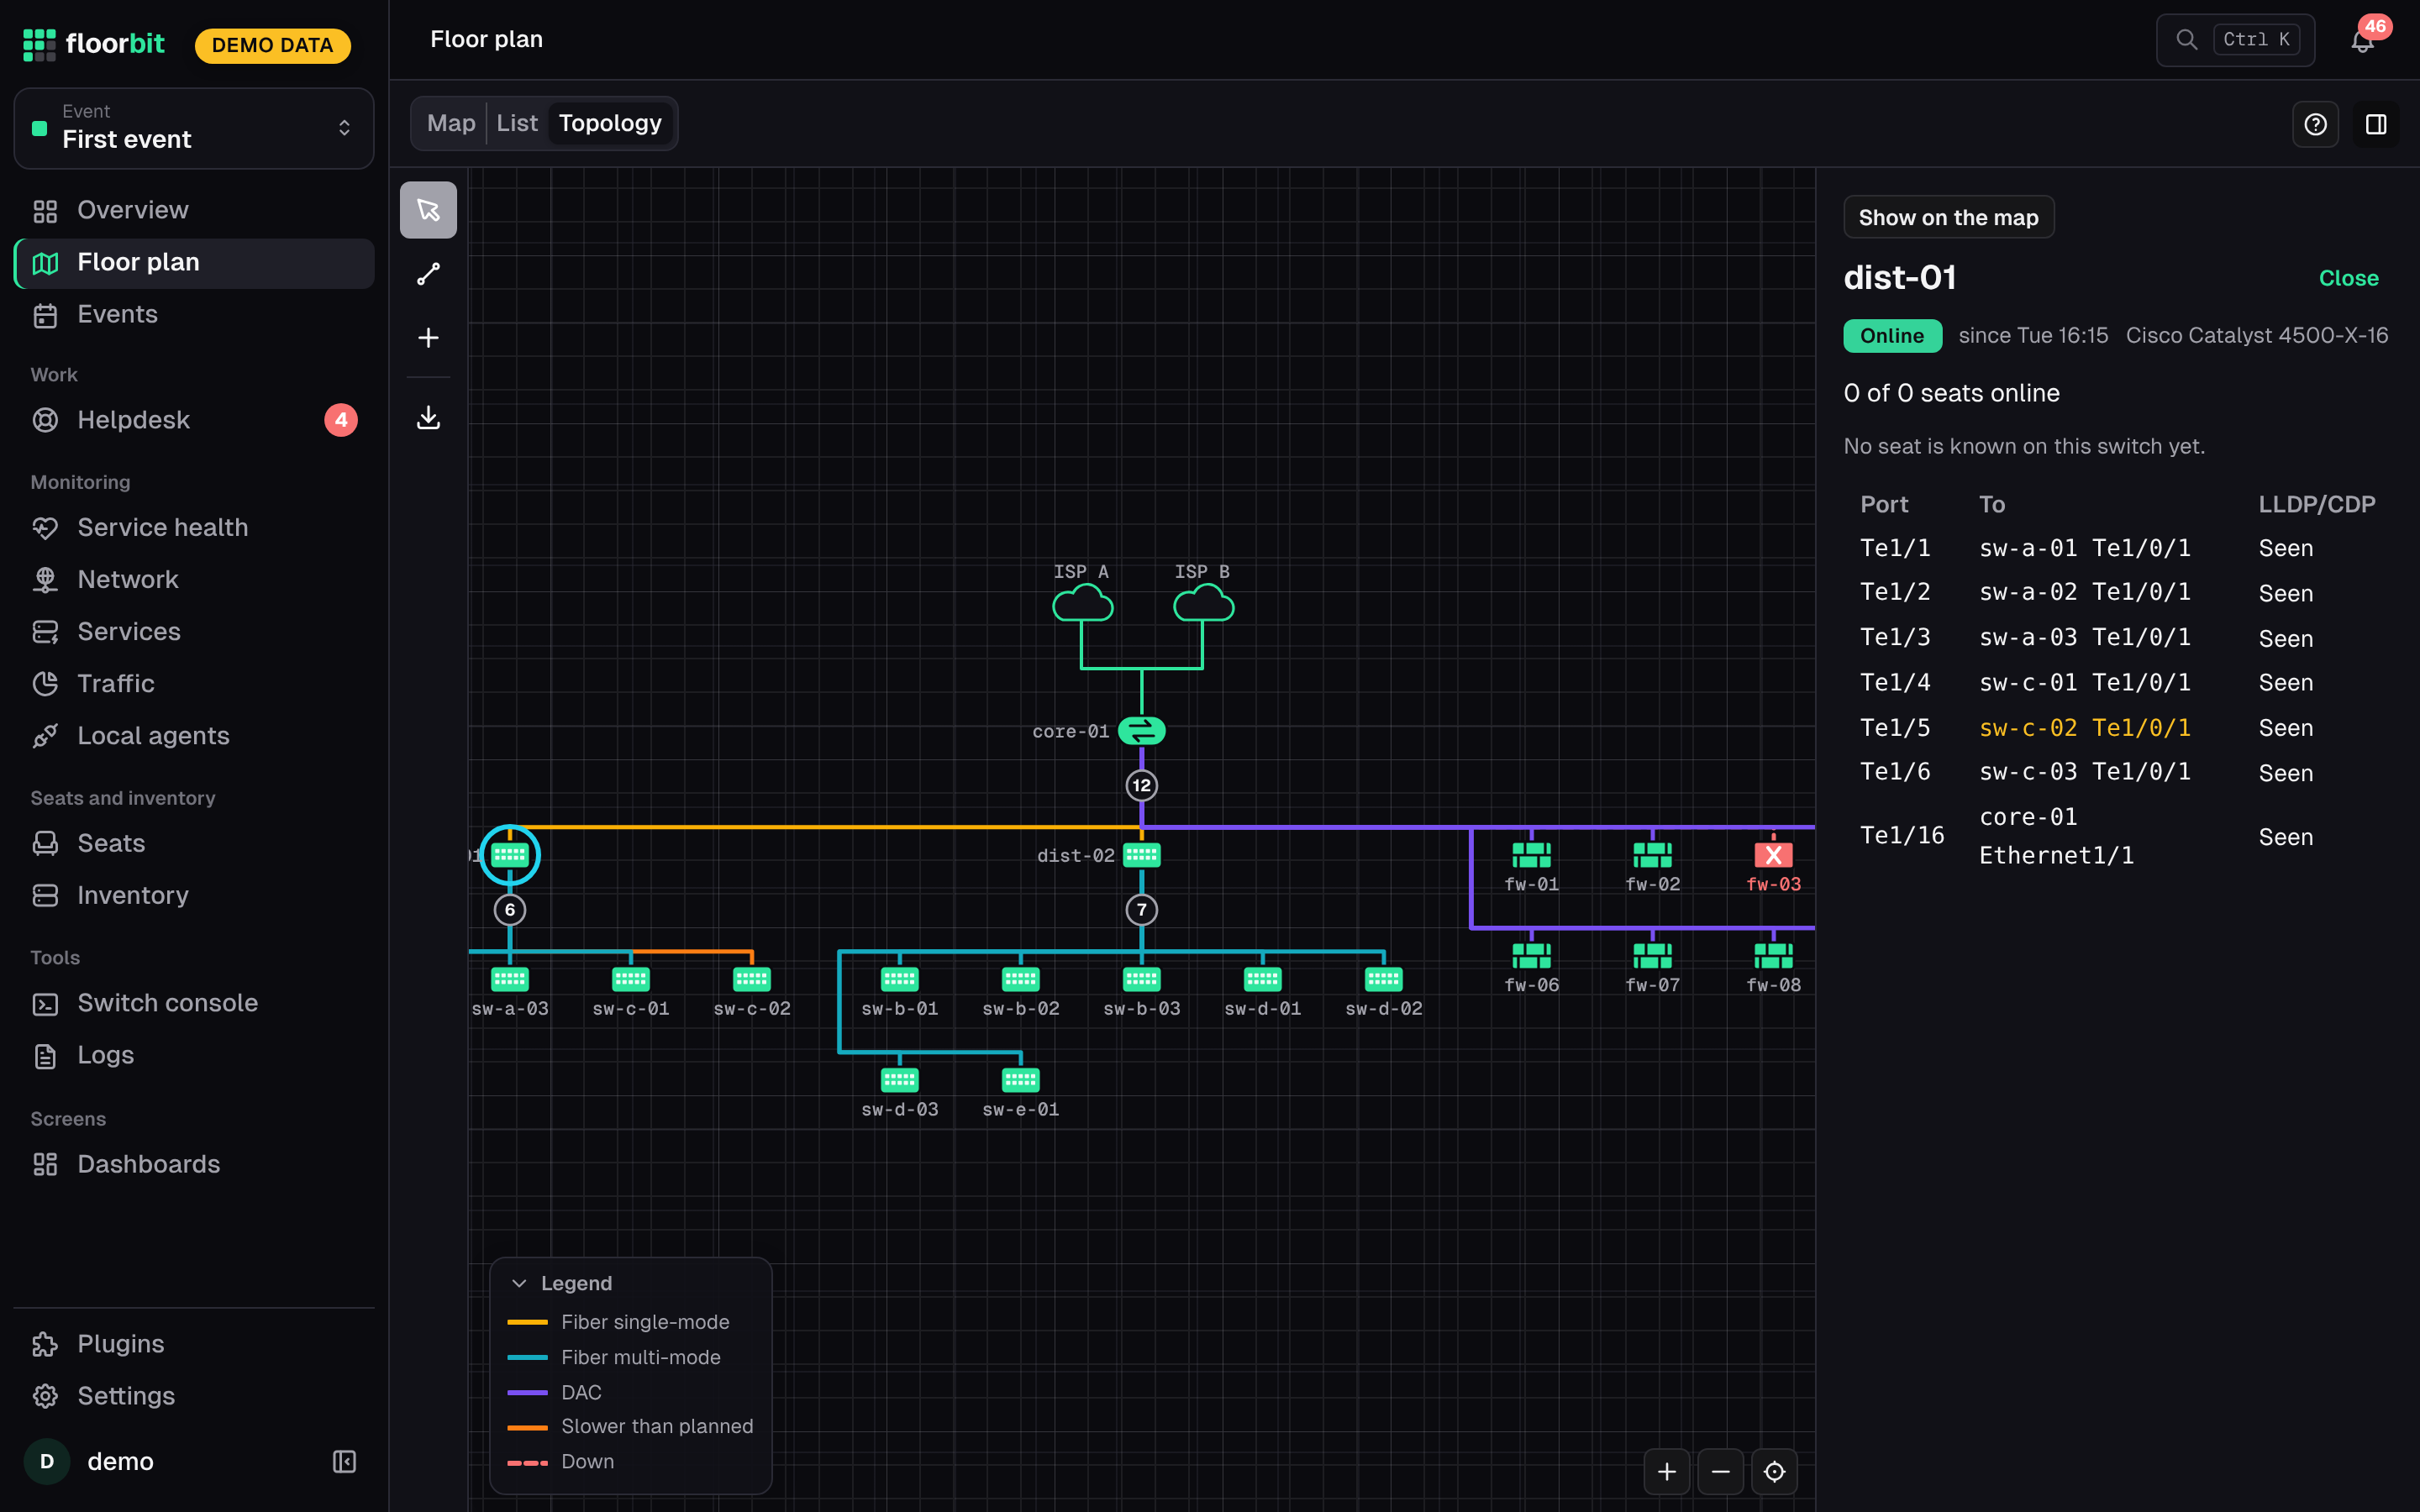 floorbit
DEMO DATA
Event
First event
Overview
Floor plan
Events
Work
Helpdesk
4
Monitoring
Service health
Network
Services
Traffic
Local agents
Seats and inventory
Seats
Inventory
Tools
Switch console
Logs
Screens
Dashboards
Plugins
Settings
D
demo
Floor plan
Ctrl K
46
Map
List
Topology
ISP A
ISP B
core-01
12
dist-02
6
7
fw-01
fw-02
X
fw-03
fw-06
fw-07
fw-08
sw-a-03
sw-c-01
sw-c-02
sw-b-01
sw-b-02
sw-b-03
sw-d-01
sw-d-02
sw-d-03
sw-e-01
Legend
Fiber single-mode
Fiber multi-mode
DAC
Slower than planned
Down
Show on the map
dist-01
Close
Online
since Tue 16:15
Cisco Catalyst 4500-X-16
0 of 0 seats online
No seat is known on this switch yet.
Port To LLDP/CDP
Te1/1 sw-a-01 Te1/0/1 Seen
Te1/2 sw-a-02 Te1/0/1 Seen
Te1/3 sw-a-03 Te1/0/1 Seen
Te1/4 sw-c-01 Te1/0/1 Seen
Te1/5 sw-c-02 Te1/0/1 Seen
Te1/6 sw-c-03 Te1/0/1 Seen
Te1/16 core-01 Seen
Ethernet1/1